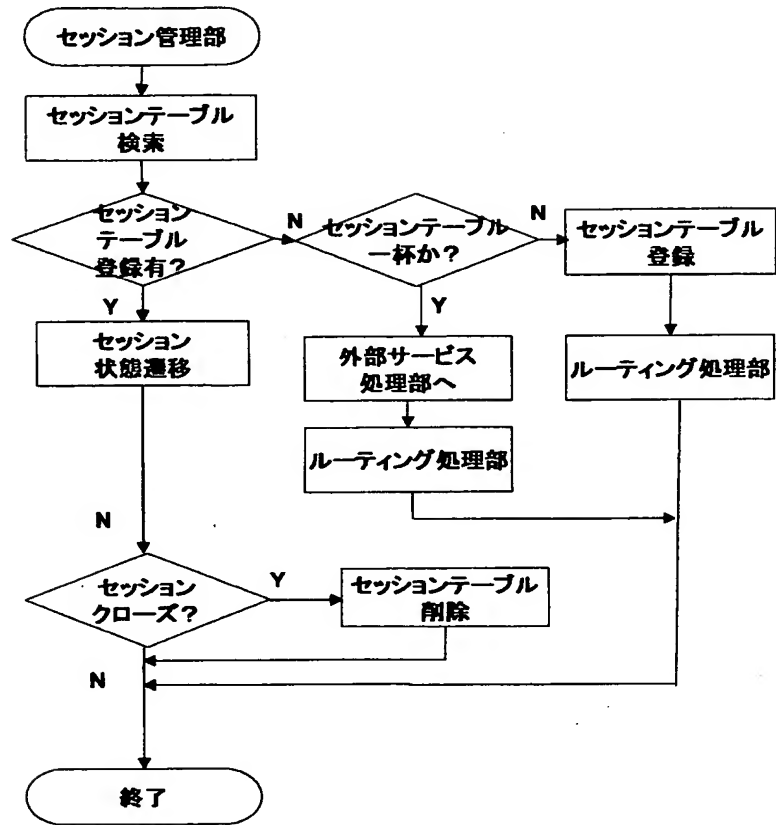 セッション管理部
セッションテーブル
検索
セッション
テーブル
登録有？
N
セッションテーブル
一杯か？
N
セッションテーブル
登録
Y
セッション
状態遷移
Y
外部サービス
処理部へ
ルーティング処理部
ルーティング処理部
N
セッション
クローズ？
Y
セッションテーブル
削除
N
終了